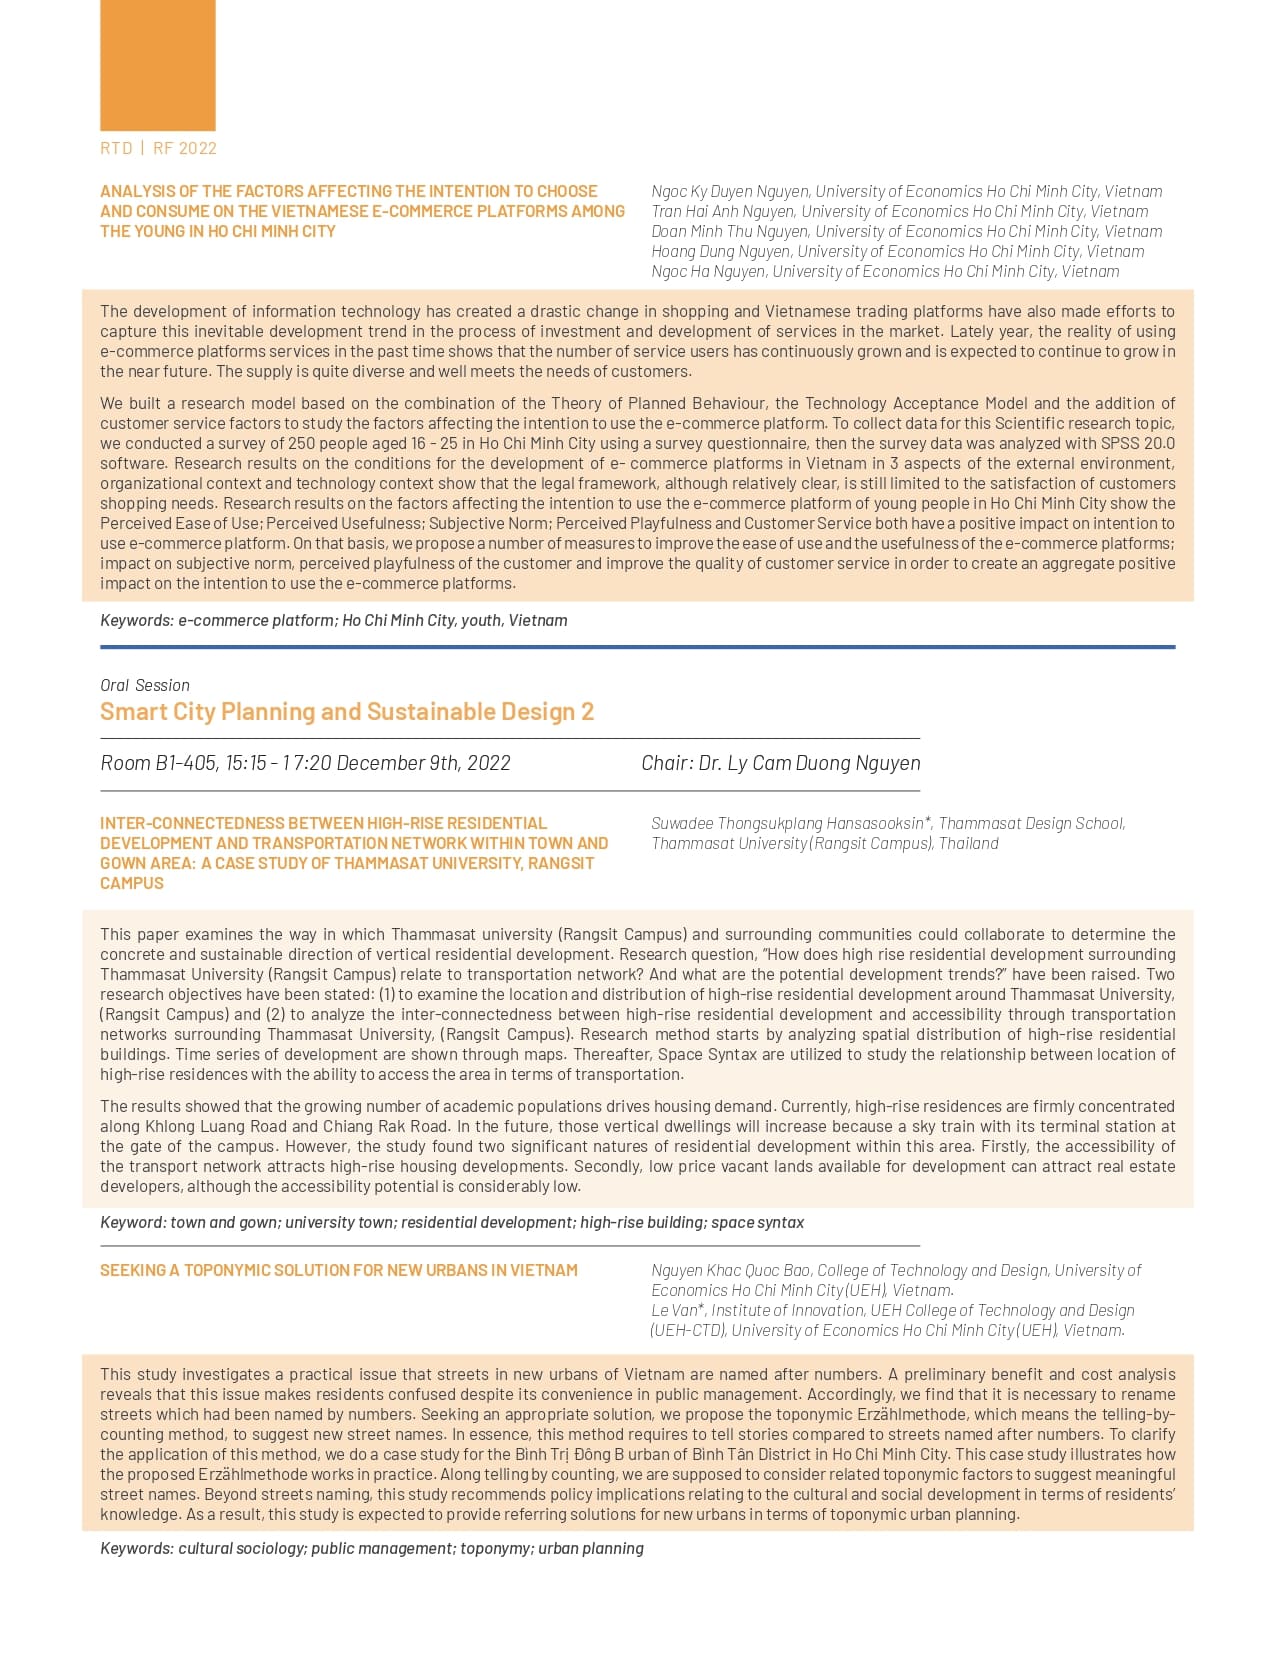 RTD | RF 2022
ANALYSIS OF THE FACTORS AFFECTING THE INTENTION TO CHOOSE
AND CONSUME ON THE VIETNAMESE E-COMMERCE PLATFORMS AMONG
THE YOUNG IN HO CHI MINH CITY
Ngoc Ky Duyen Nguyen, University of Economics Ho Chi Minh City, Vietnam
Tran Hai Anh Nguyen, University of Economics Ho Chi Minh City, Vietnam
Doan Minh Thu Nguyen, University of Economics Ho Chi Minh City, Vietnam
Hoang Dung Nguyen, University of Economics Ho Chi Minh City, Vietnam
Ngoc Ha Nguyen, University of Economics Ho Chi Minh City, Vietnam
The development of information technology has created a drastic change in shopping and Vietnamese trading platforms have also made efforts to
capture this inevitable development trend in the process of investment and development of services in the market. Lately year, the reality of using
e-commerce platforms services in the past time shows that the number of service users has continuously grown and is expected to continue to grow in
the near future. The supply is quite diverse and well meets the needs of customers.
We built a research model based on the combination of the Theory of Planned Behaviour, the Technology Acceptance Model and the addition of
customer service factors to study the factors affecting the intention to use the e-commerce platform. To collect data for this Scientific research topic,
we conducted a survey of 250 people aged 16 - 25 in Ho Chi Minh City using a survey questionnaire, then the survey data was analyzed with SPSS 20.0
software. Research results on the conditions for the development of e- commerce platforms in Vietnam in 3 aspects of the external environment,
organizational context and technology context show that the legal framework, although relatively clear, is still limited to the satisfaction of customers
shopping needs. Research results on the factors affecting the intention to use the e-commerce platform of young people in Ho Chi Minh City show the
Perceived Ease of Use; Perceived Usefulness; Subjective Norm; Perceived Playfulness and Customer Service both have a positive impact on intention to
use e-commerce platform. On that basis, we propose a number of measures to improve the ease of use and the usefulness of the e-commerce platforms;
impact on subjective norm, perceived playfulness of the customer and improve the quality of customer service in order to create an aggregate positive
impact on the intention to use the e-commerce platforms.
Keywords: e-commerce platform; Ho Chi Minh City, youth, Vietnam
Oral Session
Smart City Planning and Sustainable Design 2
Room B1-405, 15:15 - 1 7:20 December 9th, 2022 Chair: Dr. Ly Cam Duong Nguyen
INTER-CONNECTEDNESS BETWEEN HIGH-RISE RESIDENTIAL
DEVELOPMENT AND TRANSPORTATION NETWORK WITHIN TOWN AND
GOWN AREA: A CASE STUDY OF THAMMASAT UNIVERSITY, RANGSIT
CAMPUS
Suwadee Thongsukplang Hansasooksin*, Thammasat Design School,
Thammasat University (Rangsit Campus), Thailand
This paper examines the way in which Thammasat university (Rangsit Campus) and surrounding communities could collaborate to determine the
concrete and sustainable direction of vertical residential development. Research question, “How does high rise residential development surrounding
Thammasat University (Rangsit Campus) relate to transportation network? And what are the potential development trends?” have been raised. Two
research objectives have been stated: (1) to examine the location and distribution of high-rise residential development around Thammasat University,
(Rangsit Campus) and (2) to analyze the inter-connectedness between high-rise residential development and accessibility through transportation
networks surrounding Thammasat University, (Rangsit Campus). Research method starts by analyzing spatial distribution of high-rise residential
buildings. Time series of development are shown through maps. Thereafter, Space Syntax are utilized to study the relationship between location of
high-rise residences with the ability to access the area in terms of transportation.
The results showed that the growing number of academic populations drives housing demand. Currently, high-rise residences are firmly concentrated
along Khlong Luang Road and Chiang Rak Road. In the future, those vertical dwellings will increase because a sky train with its terminal station at
the gate of the campus. However, the study found two significant natures of residential development within this area. Firstly, the accessibility of
the transport network attracts high-rise housing developments. Secondly, low price vacant lands available for development can attract real estate
developers, although the accessibility potential is considerably low.
Keyword: town and gown; university town; residential development; high-rise building; space syntax
SEEKING A TOPONYMIC SOLUTION FOR NEW URBANS IN VIETNAM
Nguyen Khac Quoc Bao, College of Technology and Design, University of
Economics Ho Chi Minh City (UEH), Vietnam.
Le Van*, Institute of Innovation, UEH College of Technology and Design
(UEH-CTD), University of Economics Ho Chi Minh City (UEH), Vietnam.
This study investigates a practical issue that streets in new urbans of Vietnam are named after numbers. A preliminary benefit and cost analysis
reveals that this issue makes residents confused despite its convenience in public management. Accordingly, we find that it is necessary to rename
streets which had been named by numbers. Seeking an appropriate solution, we propose the toponymic Erzählmethode, which means the telling-by-
counting method, to suggest new street names. In essence, this method requires to tell stories compared to streets named after numbers. To clarify
the application of this method, we do a case study for the Bình Trị Đông B urban of Bình Tân District in Ho Chi Minh City. This case study illustrates how
the proposed Erzählmethode works in practice. Along telling by counting, we are supposed to consider related toponymic factors to suggest meaningful
street names. Beyond streets naming, this study recommends policy implications relating to the cultural and social development in terms of residents’
knowledge. As a result, this study is expected to provide referring solutions for new urbans in terms of toponymic urban planning.
Keywords: cultural sociology; public management; toponymy; urban planning